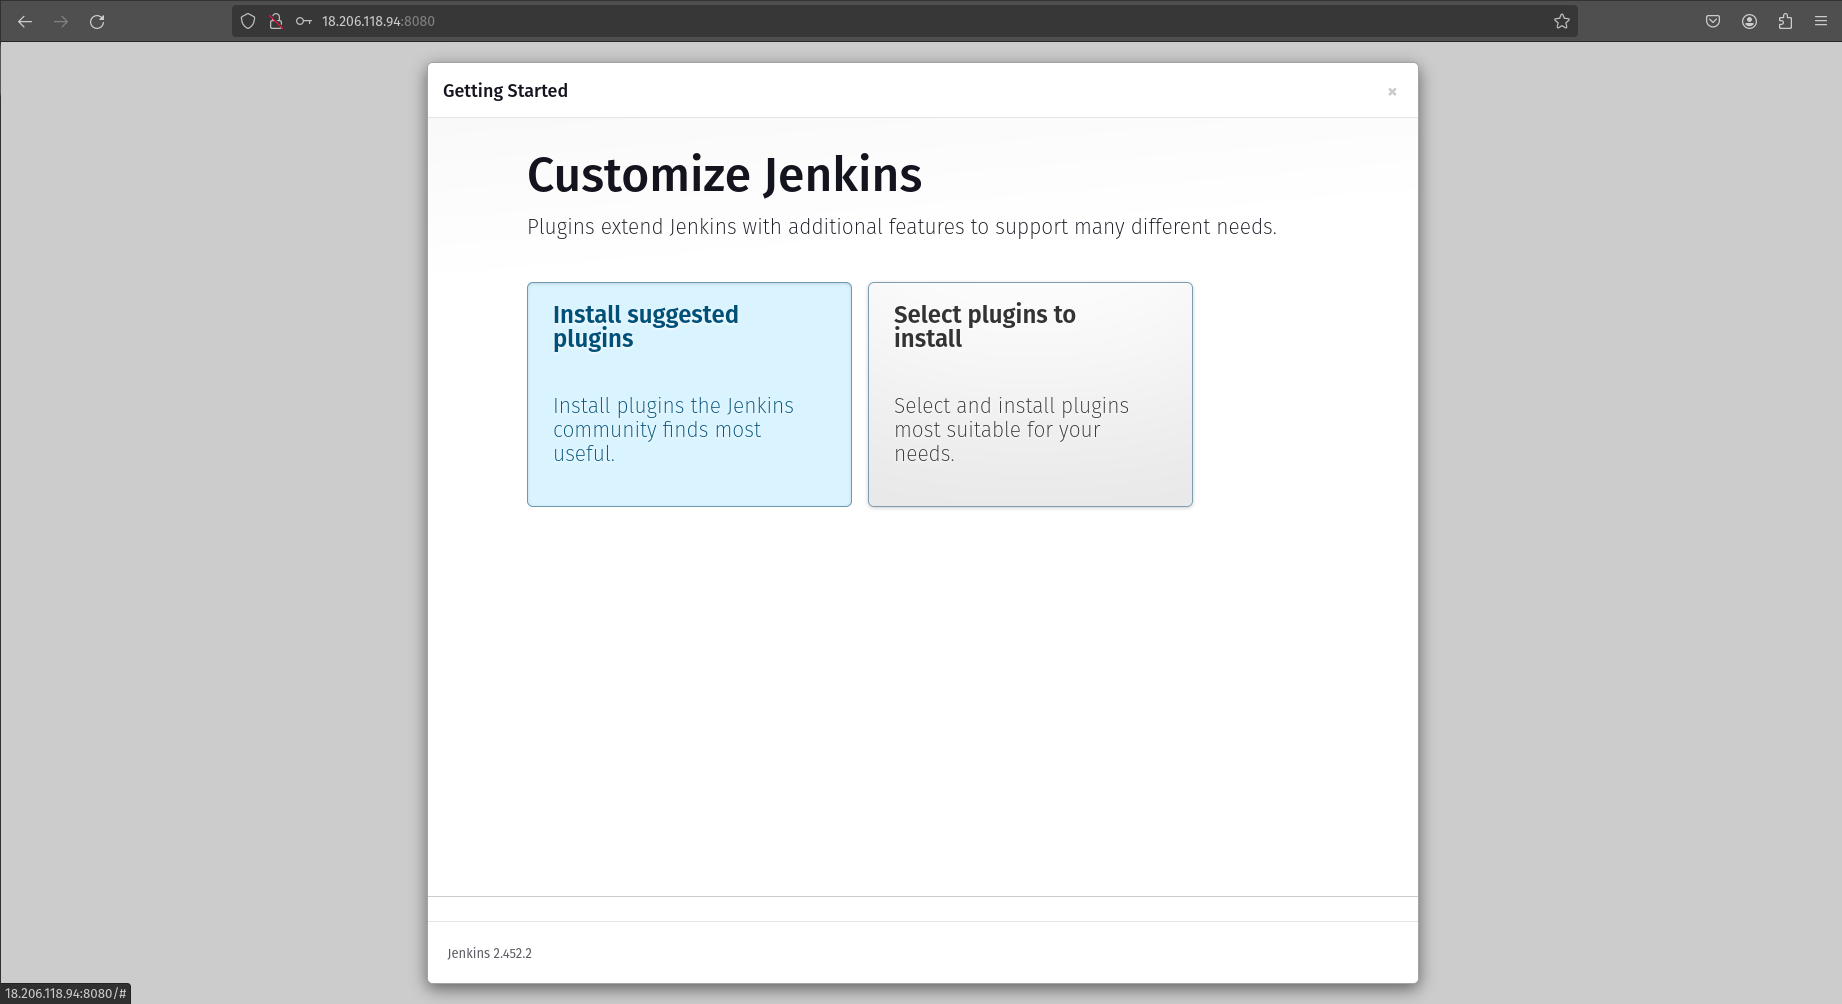 18.206.118.94:8080
Getting Started
×
Customize Jenkins
Plugins extend Jenkins with additional features to support many different needs.
Install suggested
plugins
Install plugins the Jenkins
community finds most
useful.
Select plugins to
install
Select and install plugins
most suitable for your
needs.
Jenkins 2.452.2
18.206.118.94:8080/#